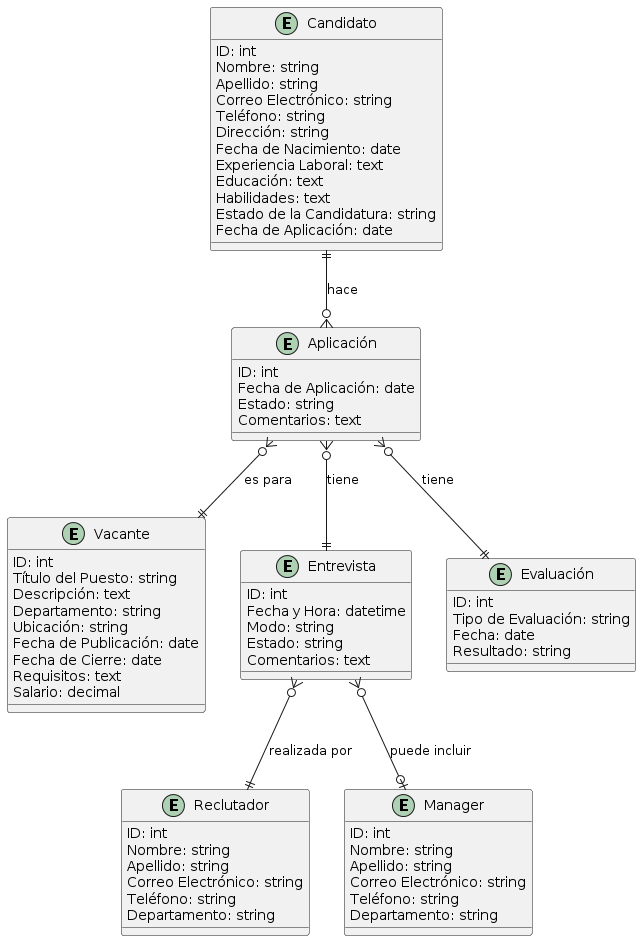 E Candidato
ID: int
Nombre: string
Apellido: string
Correo Electrónico: string
Teléfono: string
Dirección: string
Fecha de Nacimiento: date
Experiencia Laboral: text
Educación: text
Habilidades: text
Estado de la Candidatura: string
Fecha de Aplicación: date
hace
E Aplicación
ID: int
Fecha de Aplicación: date
Estado: string
Comentarios: text
es para
tiene
tiene
E Vacante
ID: int
Título del Puesto: string
Descripción: text
Departamento: string
Ubicación: string
Fecha de Publicación: date
Fecha de Cierre: date
Requisitos: text
Salario: decimal
E Entrevista
ID: int
Fecha y Hora: datetime
Modo: string
Estado: string
Comentarios: text
E Evaluación
ID: int
Tipo de Evaluación: string
Fecha: date
Resultado: string
realizada por
puede incluir
E Reclutador
ID: int
Nombre: string
Apellido: string
Correo Electrónico: string
Teléfono: string
Departamento: string
E Manager
ID: int
Nombre: string
Apellido: string
Correo Electrónico: string
Teléfono: string
Departamento: string